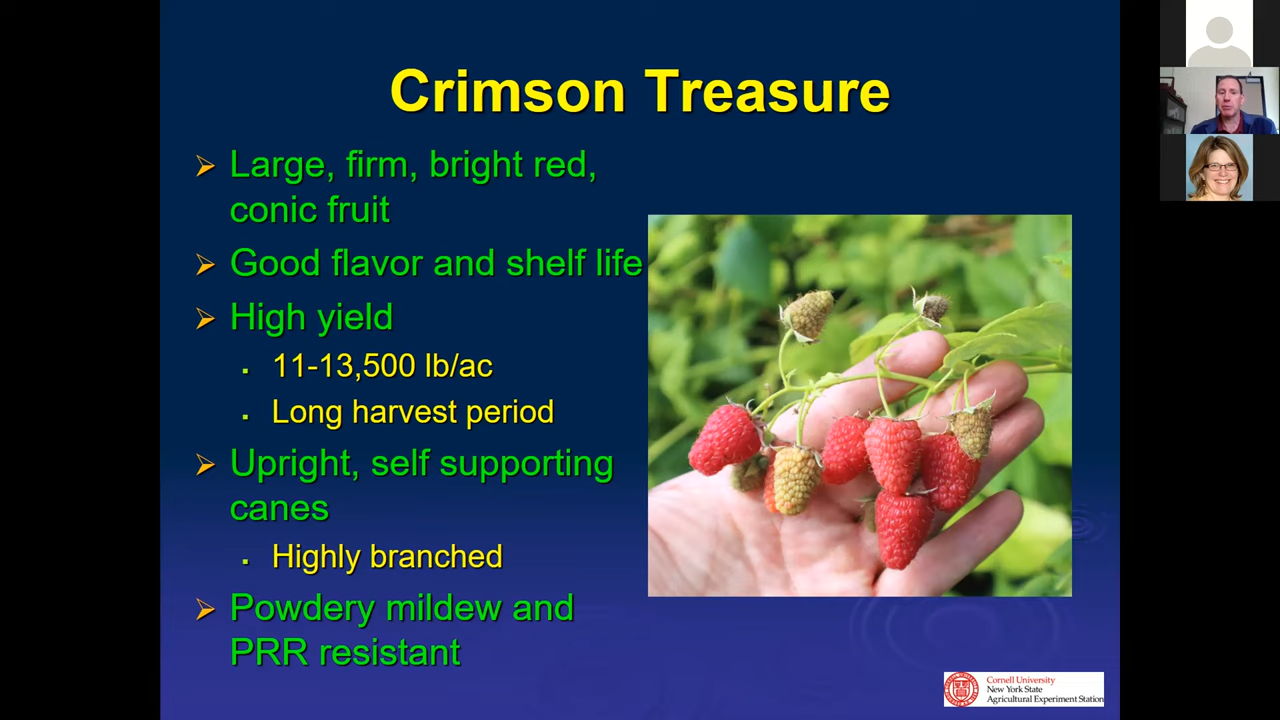 Crimson Treasure
Large, firm, bright red,
conic fruit
Good flavor and shelf life
High yield
11-13,500 lb/ac
Long harvest period
Upright, self supporting
canes
Highly branched
Powdery mildew and
PRR resistant
Cornell University
New York State
Agricultural Experiment Station